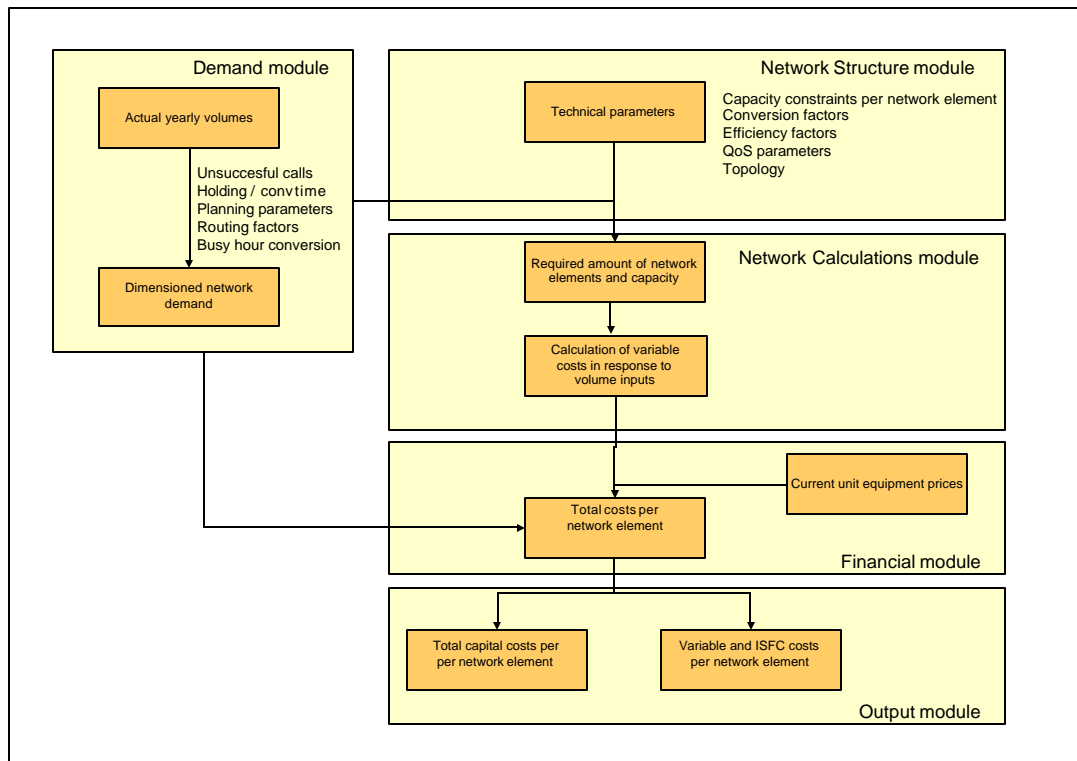 Demand module
Actual yearly volumes
Unsuccesful calls
Holding / convtime
Planning parameters
Routing factors
Busy hour conversion
Dimensioned network
demand
Network Structure module
Technical parameters
Capacity constraints per network element
Conversion factors
Efficiency factors
QoS parameters
Topology
Network Calculations module
Required amount of network
elements and capacity
Calculation of variable
costs in response to
volume inputs
Current unit equipment prices
Total costs per
network element
Financial module
Total capital costs per
per network element
Variable and ISFC costs
per network element
Output module